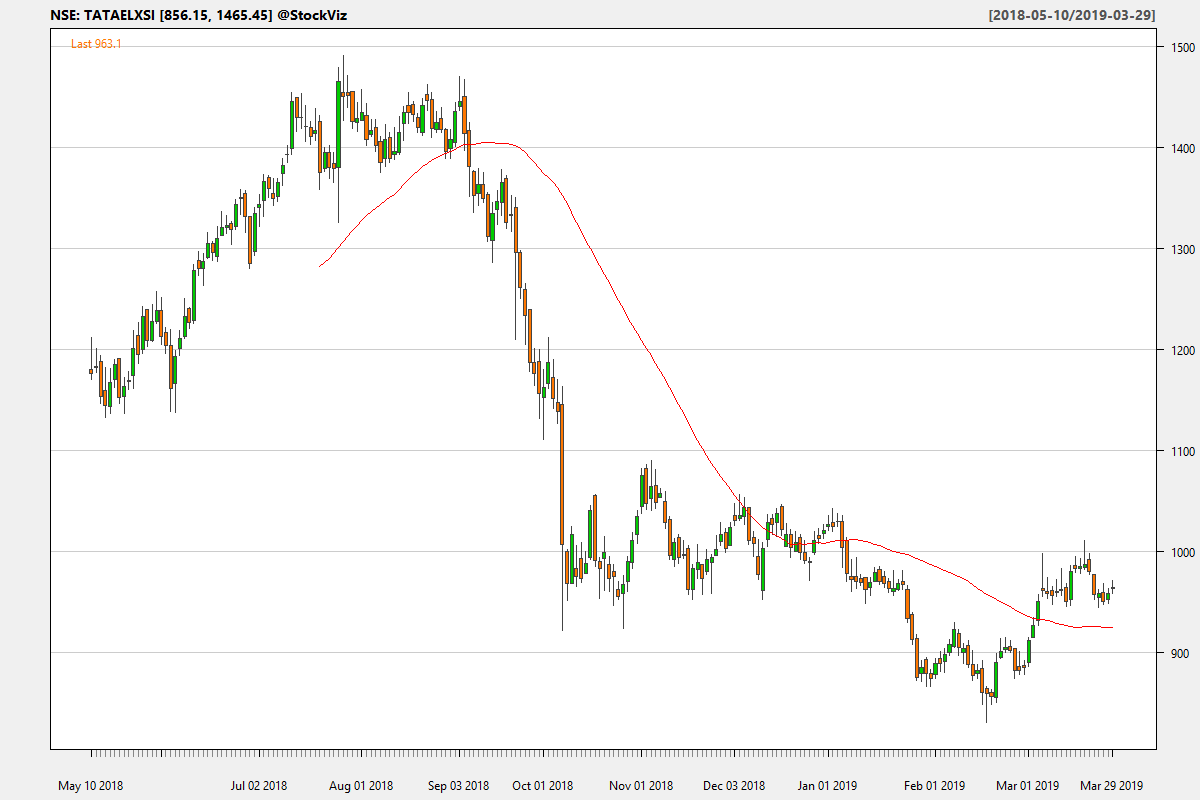 NSE: TATAELXSI [856.15, 1465.45] @StockViz
[2018-05-10/2019-03-29]
Last 963.1
1500
1400
1300
1200
1100
1000
900
May 10 2018 Jul 02 2018 Aug 01 2018 Sep 03 2018 Oct 01 2018 Nov 01 2018 Dec 03 2018 Jan 01 2019 Feb 01 2019 Mar 01 2019 Mar 29 2019